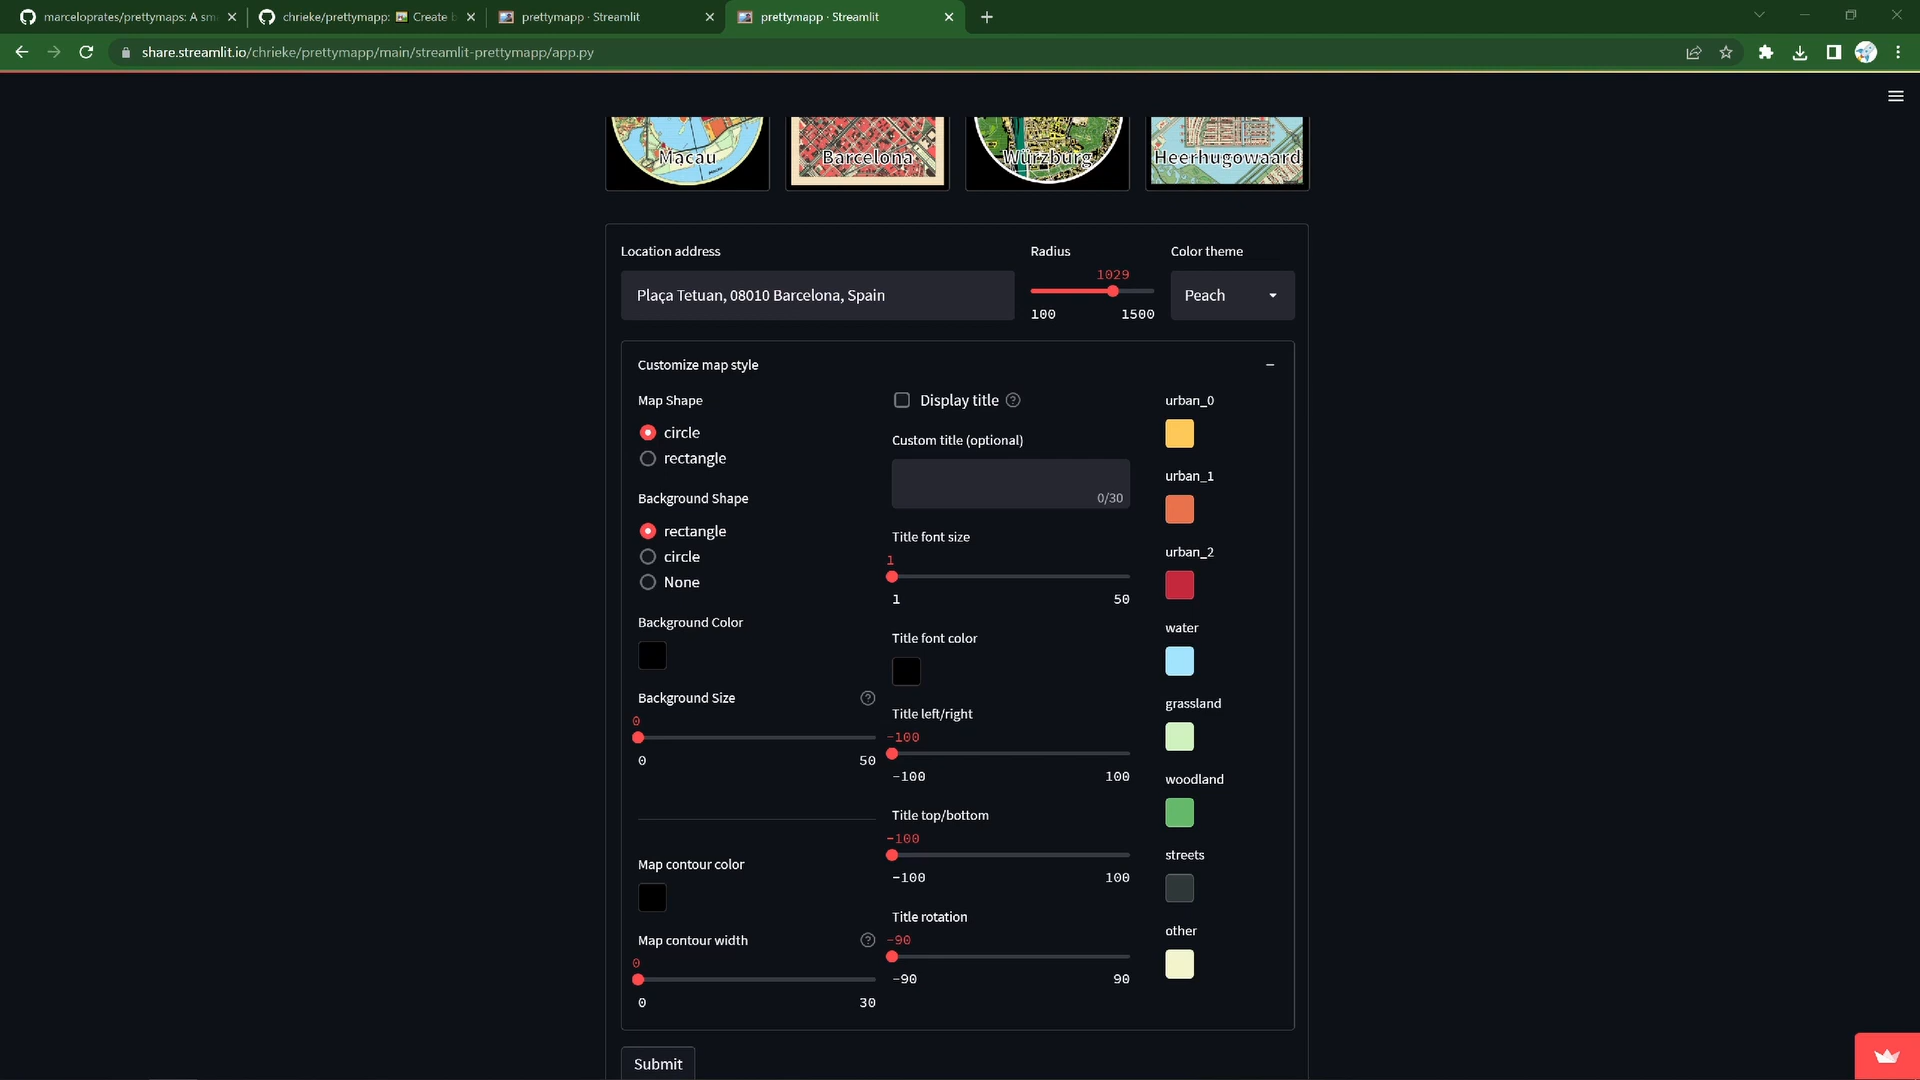 marceloprates/prettymaps: A sm
chrieke/prettymapp: 🖼 Create b
prettymapp · Streamlit
prettymapp · Streamlit
share.streamlit.io/chrieke/prettymapp/main/streamlit-prettymapp/app.py
Macau
Barcelona
Würzburg
Heerhugowaard
Location address
Radius
Color theme
1029
Plaça Tetuan, 08010 Barcelona, Spain
Peach
100
1500
Customize map style
Map Shape
circle
rectangle
Background Shape
rectangle
circle
None
Background Color
Background Size
0
0
50
Map contour color
Map contour width
0
0
30
Display title
Custom title (optional)
0/30
Title font size
1
1
50
Title font color
Title left/right
-100
-100
100
Title top/bottom
-100
-100
100
Title rotation
-90
-90
90
urban_0
urban_1
urban_2
water
grassland
woodland
streets
other
Submit